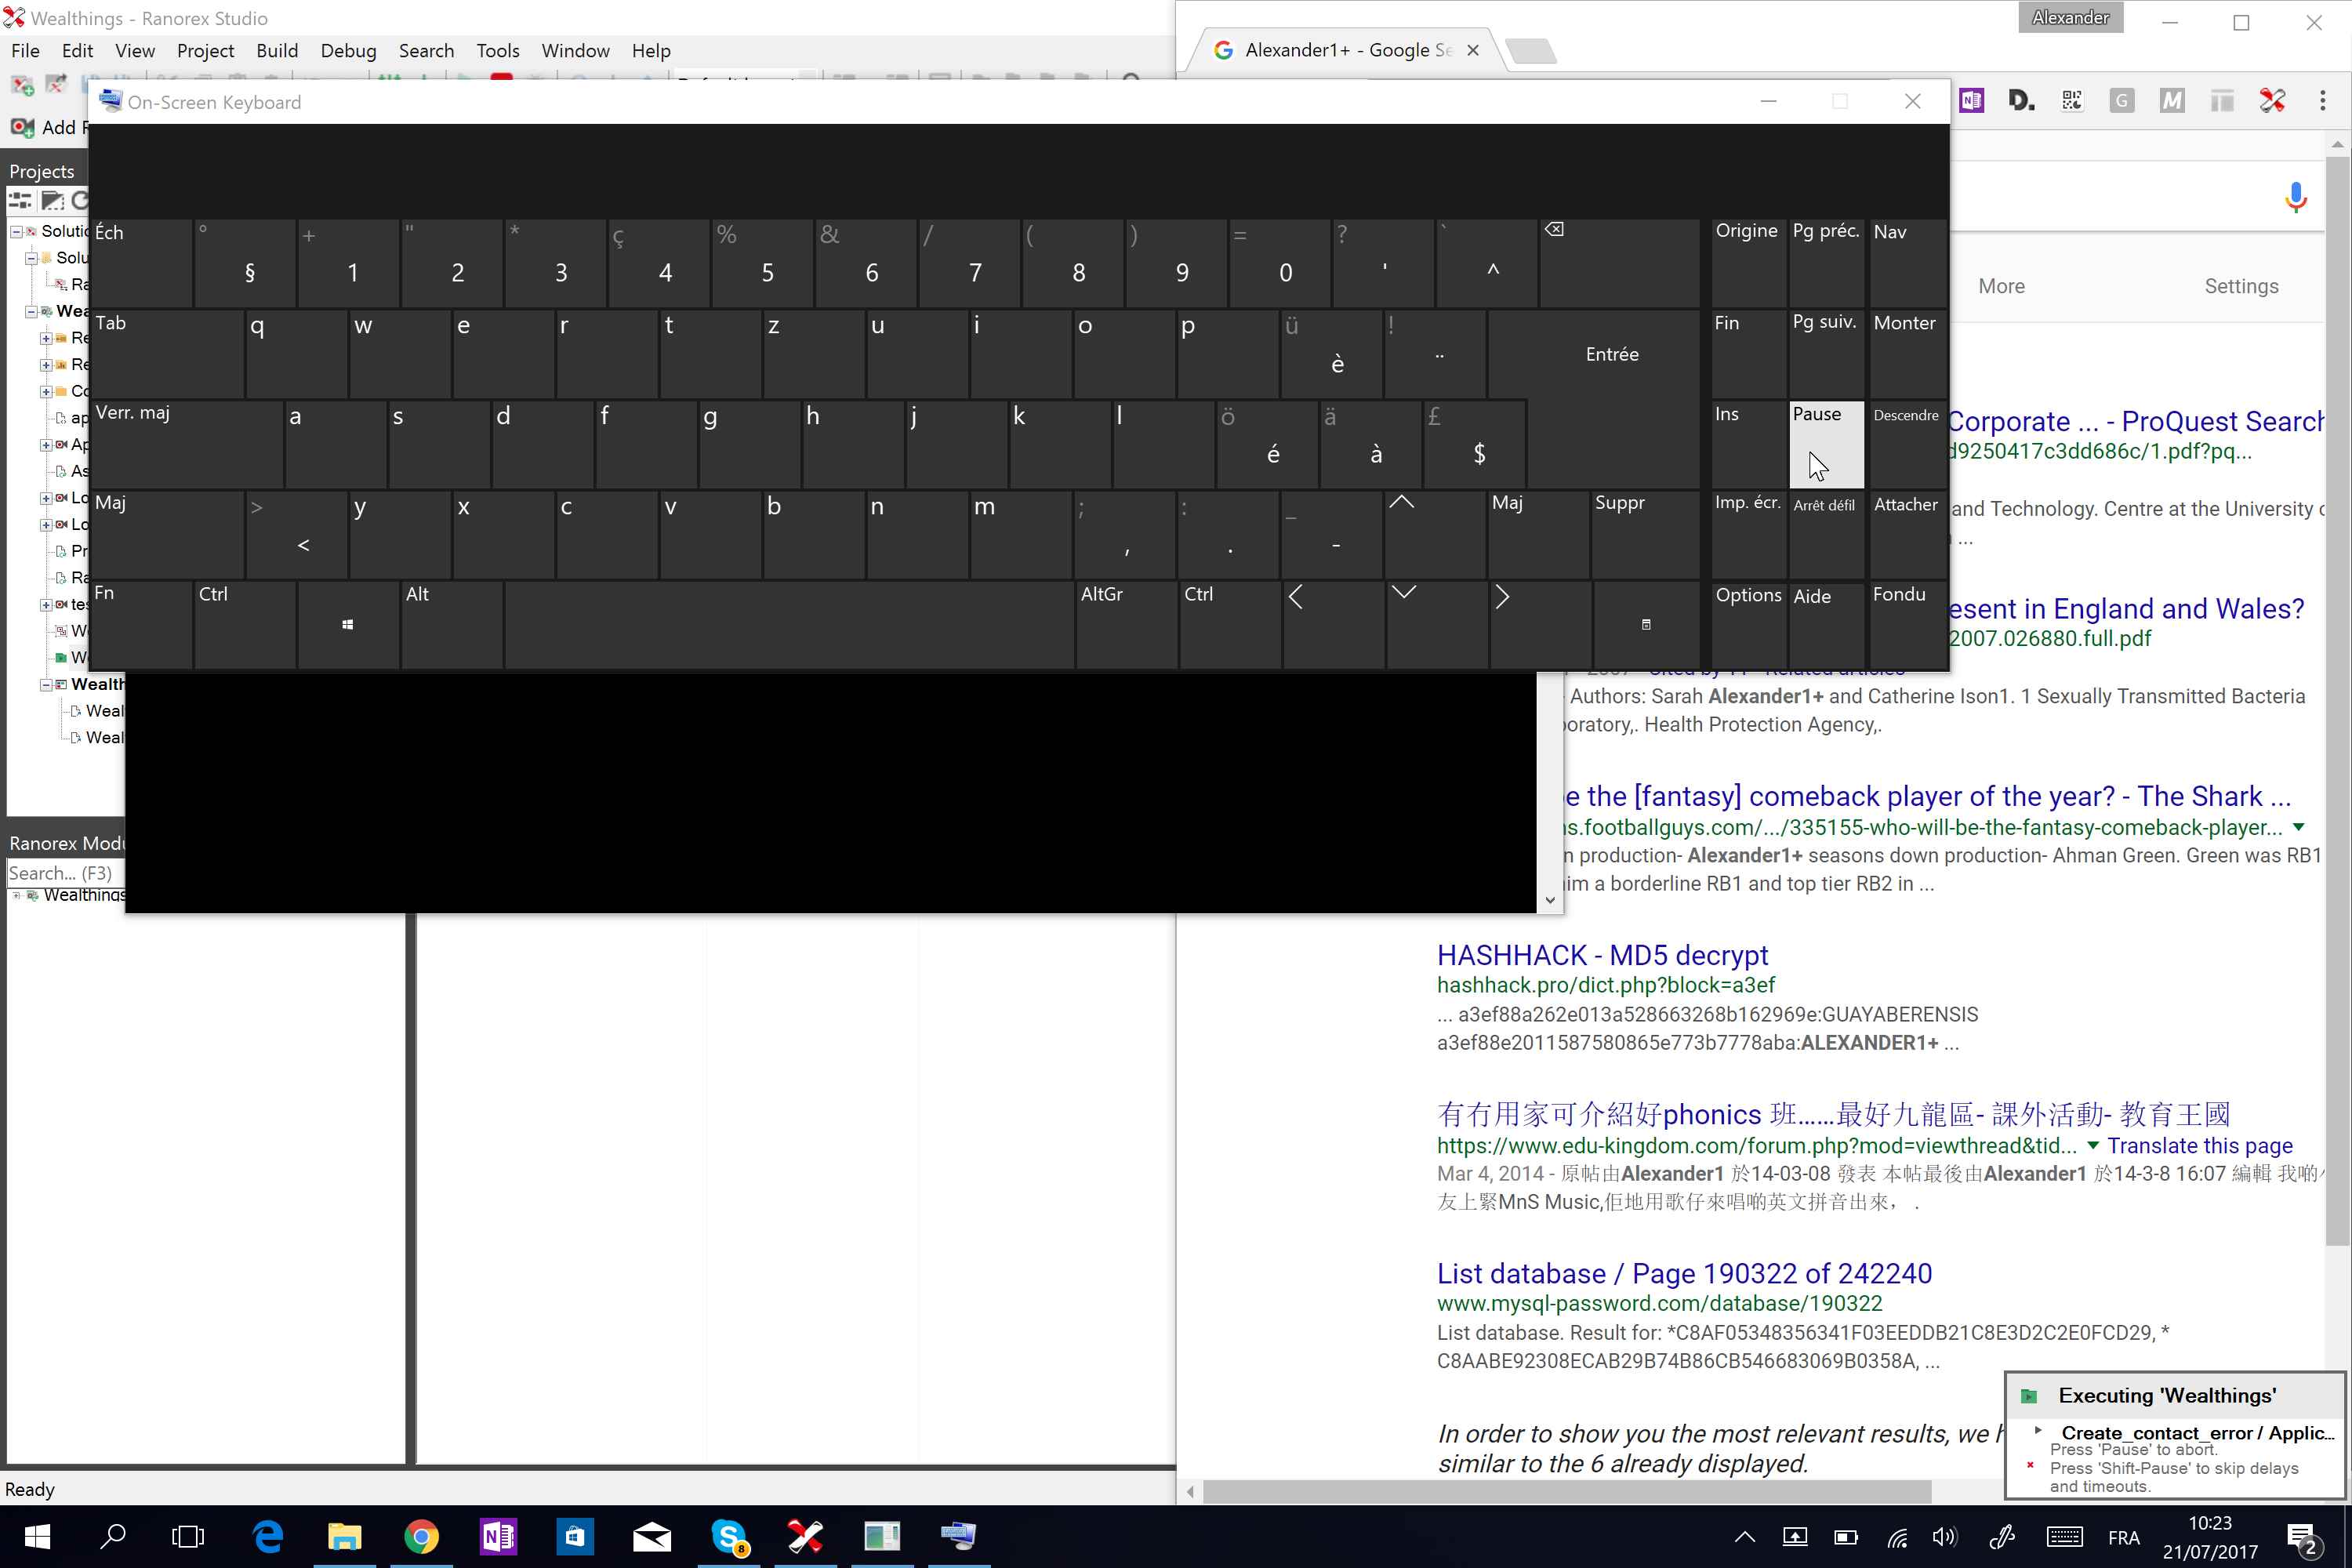 Wealthings - Ranorex Studio
File Edit View Project Build Debug Search Tools Window Help
Alexander
Alexander1+ - Google Se
On-Screen Keyboard
Add
Projects
Éch ° § + 1 " 2 * 3 ç 4 % 5 & 6 / 7 ( 8 ) 9 = 0 ? ' ` ^ Origine Pg préc. Nav
Tab q w e r t z u i o p ü è ! ¨ Entrée Fin Pg suiv. Monter
Verr. maj a s d f g h j k l ö é ä à £ $ Ins Pause Descendre
Maj > < y x c v b n m ; , : . _ - Maj Suppr Imp. écr. Arrêt défil Attacher
Fn Ctrl Alt AltGr Ctrl Options Aide Fondu
Solutio
Solu
Ra
Wea
Re
Re
Co
ap
Ap
As
Lo
Lo
Pr
Ra
tes
We
We
Wealth
Weal
Weal
Ranorex Modu
Search... (F3)
Wealthings
Ready
More Settings
Corporate ... - ProQuest Search
d9250417c3dd686c/1.pdf?pq...
and Technology. Centre at the University o
...
esent in England and Wales?
2007.026880.full.pdf
Authors: Sarah Alexander1+ and Catherine Ison1. 1 Sexually Transmitted Bacteria
oratory,. Health Protection Agency,.
e the [fantasy] comeback player of the year? - The Shark ...
s.footballguys.com/.../335155-who-will-be-the-fantasy-comeback-player...
n production- Alexander1+ seasons down production- Ahman Green. Green was RB1
im a borderline RB1 and top tier RB2 in ...
HASHHACK - MD5 decrypt
hashhack.pro/dict.php?block=a3ef
... a3ef88a262e013a528663268b162969e:GUAYABERENSIS
a3ef88e2011587580865e773b7778aba:ALEXANDER1+ ...
有冇用家可介紹好phonics 班......最好九龍區- 課外活動- 教育王國
https://www.edu-kingdom.com/forum.php?mod=viewthread&tid... Translate this page
Mar 4, 2014 - 原帖由Alexander1 於14-03-08 發表 本帖最後由Alexander1 於14-3-8 16:07 編輯 我啲
友上緊MnS Music,佢地用歌仔來唱啲英文拼音出來， .
List database / Page 190322 of 242240
www.mysql-password.com/database/190322
List database. Result for: *C8AF05348356341F03EEDDB21C8E3D2C2E0FCD29, *
C8AABE92308ECAB29B74B86CB546683069B0358A, ...
In order to show you the most relevant results, we h
similar to the 6 already displayed.
Executing 'Wealthings'
Create_contact_error / Applic...
Press 'Pause' to abort.
Press 'Shift-Pause' to skip delays
and timeouts.
8
FRA
10:23
21/07/2017
2